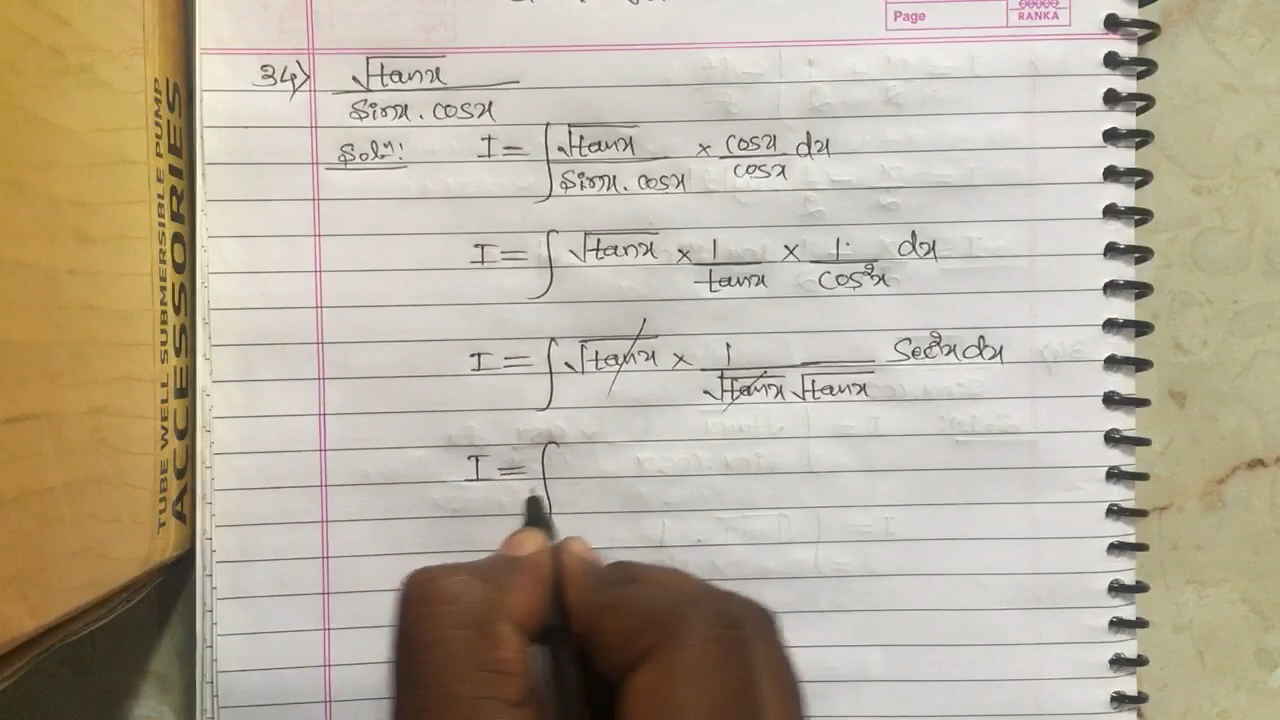 Page
RANKA
34) √tanx / Sinx . cosx
Solⁿ: I = ∫ √tanx / Sinx . cosx × cosx / cosx dx
I = ∫ √tanx × 1 / tanx × 1 / cos²x dx
I = ∫ √tanx × 1 / √tanx √tanx Sec²x dx
I = ∫
TUBE WELL SUBMERSIBLE PUMP
ACCESSORIES